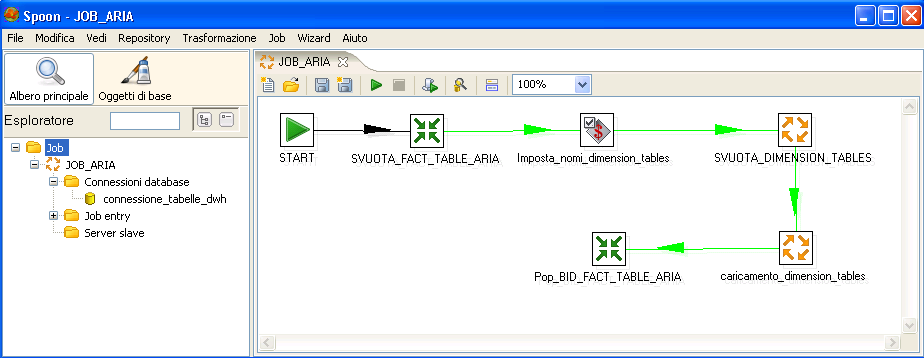 Spoon - JOB_ARIA
File Modifica Vedi Repository Trasformazione Job Wizard Aiuto
Albero principale Oggetti di base
Esploratore
Job
JOB_ARIA
Connessioni database
connessione_tabelle_dwh
Job entry
Server slave
JOB_ARIA
100%
START SVUOTA_FACT_TABLE_ARIA Imposta_nomi_dimension_tables SVUOTA_DIMENSION_TABLES
Pop_BID_FACT_TABLE_ARIA caricamento_dimension_tables